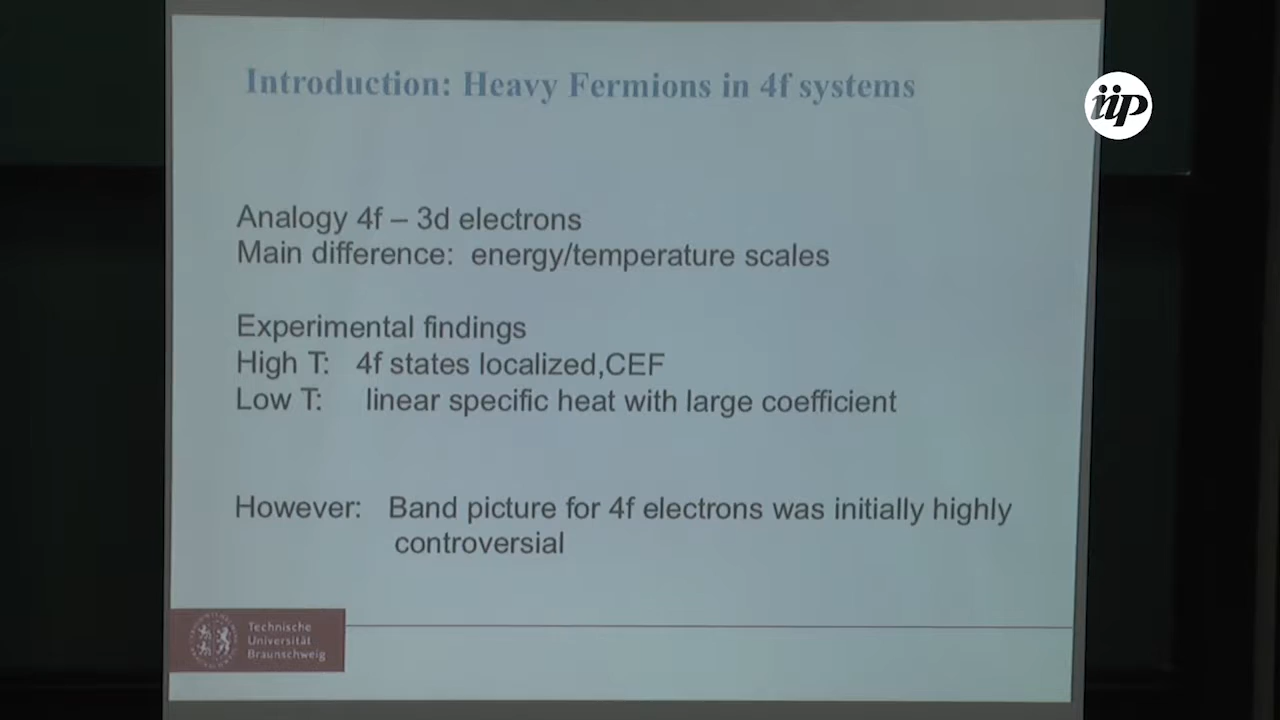 Introduction: Heavy Fermions in 4f systems
iip
Analogy 4f – 3d electrons
Main difference: energy/temperature scales
Experimental findings
High T: 4f states localized,CEF
Low T: linear specific heat with large coefficient
However: Band picture for 4f electrons was initially highly
controversial
Technische
Universität
Braunschweig